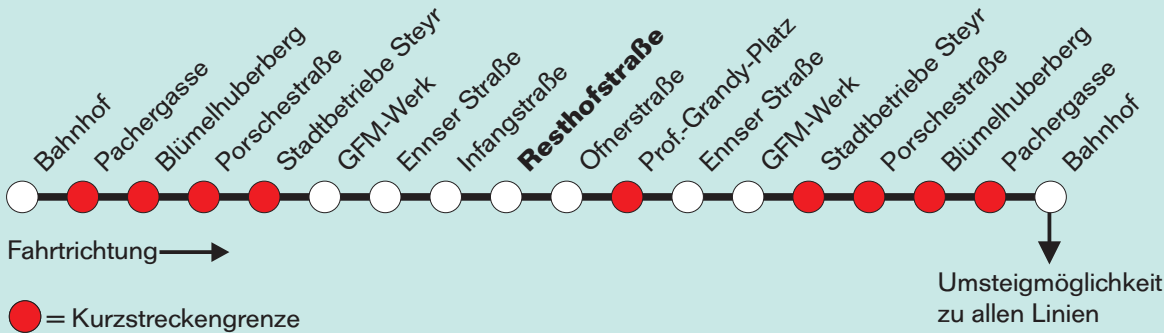 Bahnhof
Pachergasse
Blümelhuberberg
Porschestraße
Stadtbetriebe Steyr
GFM-Werk
Ennser Straße
Infangstraße
Resthofstraße
Ofnerstraße
Prof.-Grandy-Platz
Ennser Straße
GFM-Werk
Stadtbetriebe Steyr
Porschestraße
Blümelhuberberg
Pachergasse
Bahnhof
Fahrtrichtung
Umsteigmöglichkeit
zu allen Linien
= Kurzstreckengrenze